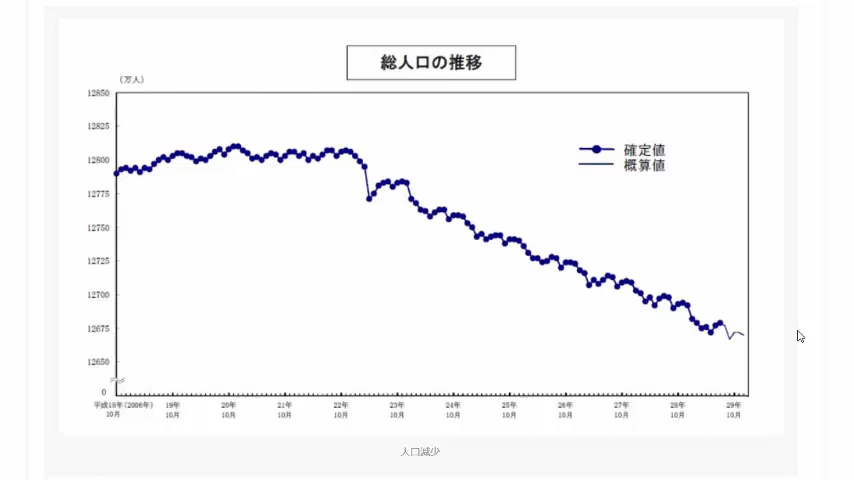 総人口の推移
(万人)
12850
12825
12800
12775
12750
12725
12700
12675
12650
0
確定値
概算値
平成18年(2006年) 19年 20年 21年 22年 23年 24年 25年 26年 27年 28年 29年
10月 10月 10月 10月 10月 10月 10月 10月 10月 10月 10月 10月
人口減少